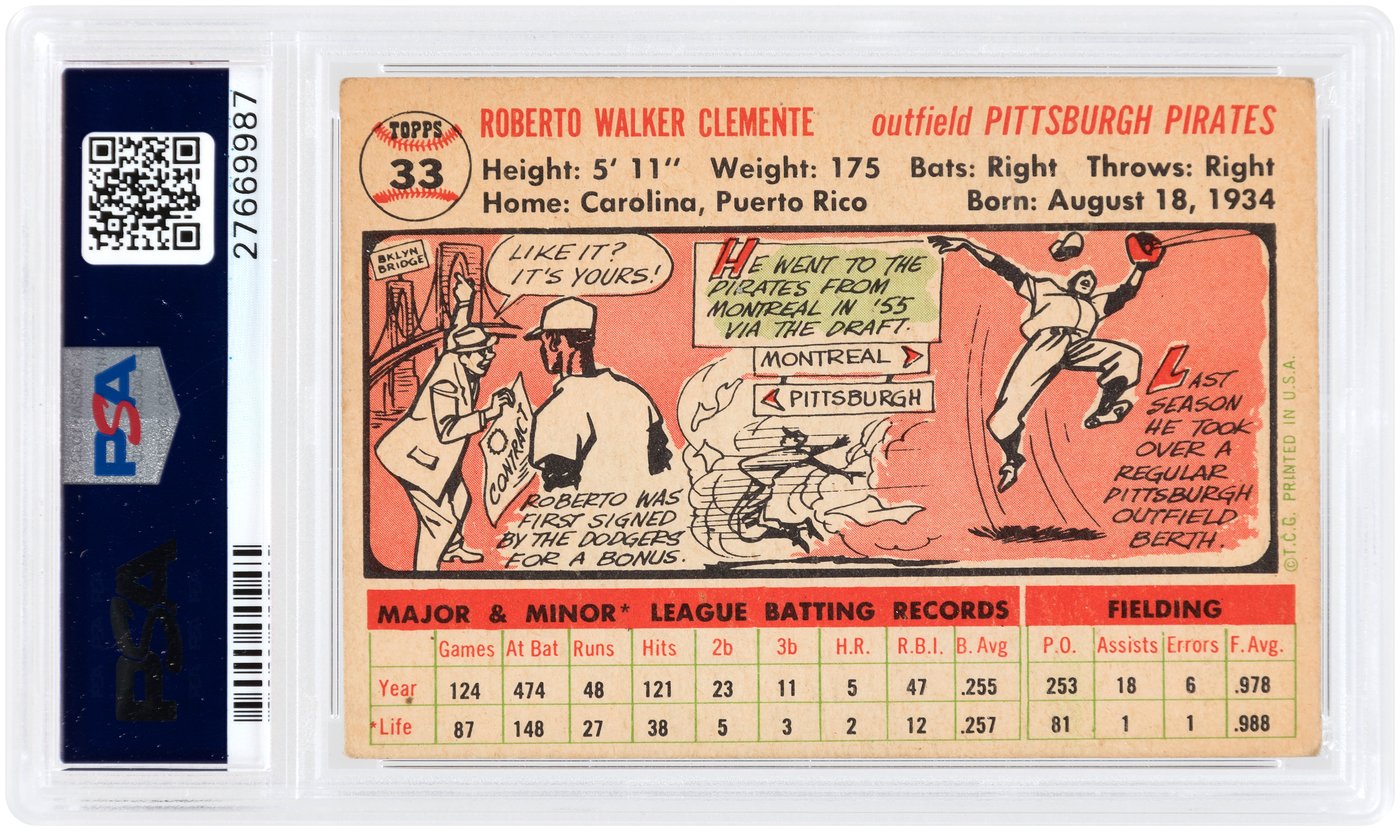 27669987
PSA
PSA
TOPPS
33
ROBERTO WALKER CLEMENTE outfield PITTSBURGH PIRATES
Height: 5' 11" Weight: 175 Bats: Right Throws: Right
Home: Carolina, Puerto Rico Born: August 18, 1934
BKLYN
BRIDGE
LIKE IT?
IT'S YOURS!
CONTRACT
ROBERTO WAS
FIRST SIGNED
BY THE DODGERS
FOR A BONUS.
HE WENT TO THE
PIRATES FROM
MONTREAL IN '55
VIA THE DRAFT.
MONTREAL
PITTSBURGH
LAST
SEASON
HE TOOK
OVER A
REGULAR
PITTSBURGH
OUTFIELD
BERTH.
© T.C.G. PRINTED IN U.S.A.
MAJOR & MINOR* LEAGUE BATTING RECORDS FIELDING
Games At Bat Runs Hits 2b 3b H.R. R.B.I. B. Avg P.O. Assists Errors F. Avg.
Year 124 474 48 121 23 11 5 47 .255 253 18 6 .978
*Life 87 148 27 38 5 3 2 12 .257 81 1 1 .988